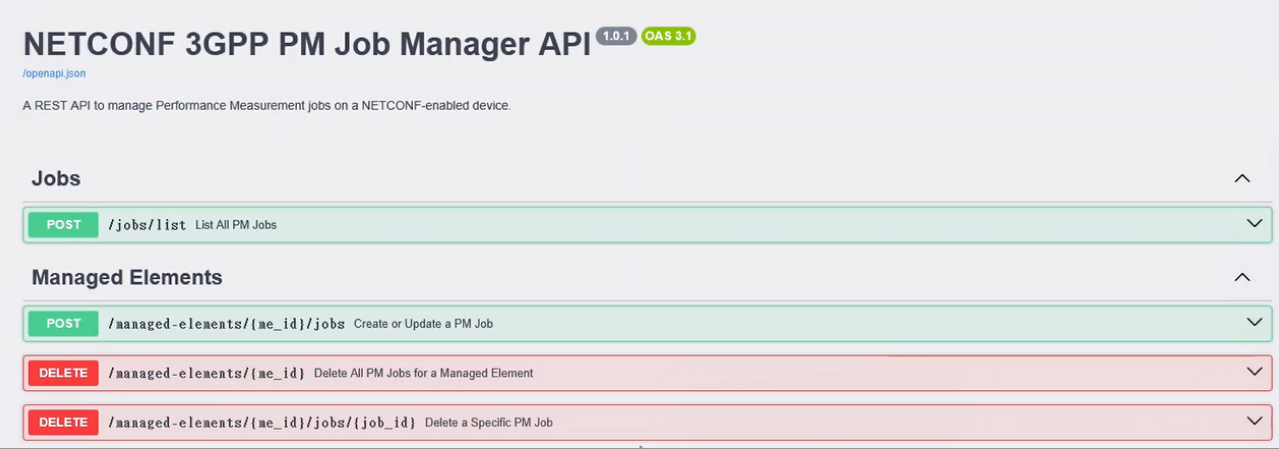 NETCONF 3GPP PM Job Manager API 1.0.1 OAS 3.1
/openapi.json
A REST API to manage Performance Measurement jobs on a NETCONF-enabled device.
Jobs
POST /jobs/list List All PM Jobs
Managed Elements
POST /managed-elements/{me_id}/jobs Create or Update a PM Job
DELETE /managed-elements/{me_id} Delete All PM Jobs for a Managed Element
DELETE /managed-elements/{me_id}/jobs/{job_id} Delete a Specific PM Job